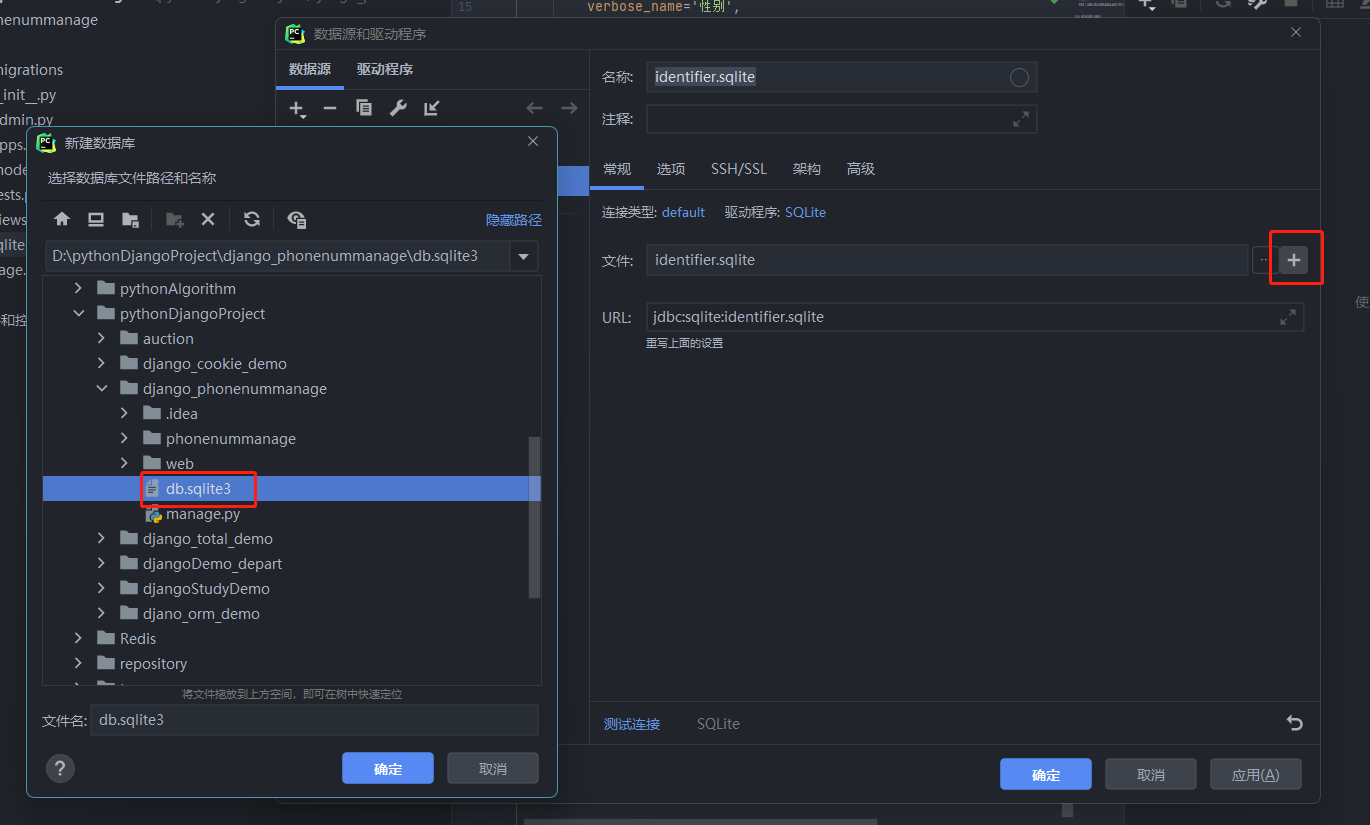 15
verbose_name='性别',
nummanage
migrations
init__.py
dmin.py
pps.
ests.p
iews
qlite
age.
和控
使
数据源和驱动程序
数据源 驱动程序
名称: identifier.sqlite
注释:
常规 选项 SSH/SSL 架构 高级
连接类型: default 驱动程序: SQLite
文件: identifier.sqlite
URL: jdbc:sqlite:identifier.sqlite
重写上面的设置
测试连接 SQLite
确定 取消 应用(A)
新建数据库
选择数据库文件路径和名称
隐藏路径
D:\pythonDjangoProject\django_phonenummanage\db.sqlite3
pythonAlgorithm
pythonDjangoProject
auction
django_cookie_demo
django_phonenummanage
.idea
phonenummanage
web
db.sqlite3
manage.py
django_total_demo
djangoDemo_depart
djangoStudyDemo
djano_orm_demo
Redis
repository
将文件拖放到上方空间，即可在树中快速定位
文件名: db.sqlite3
? 确定 取消